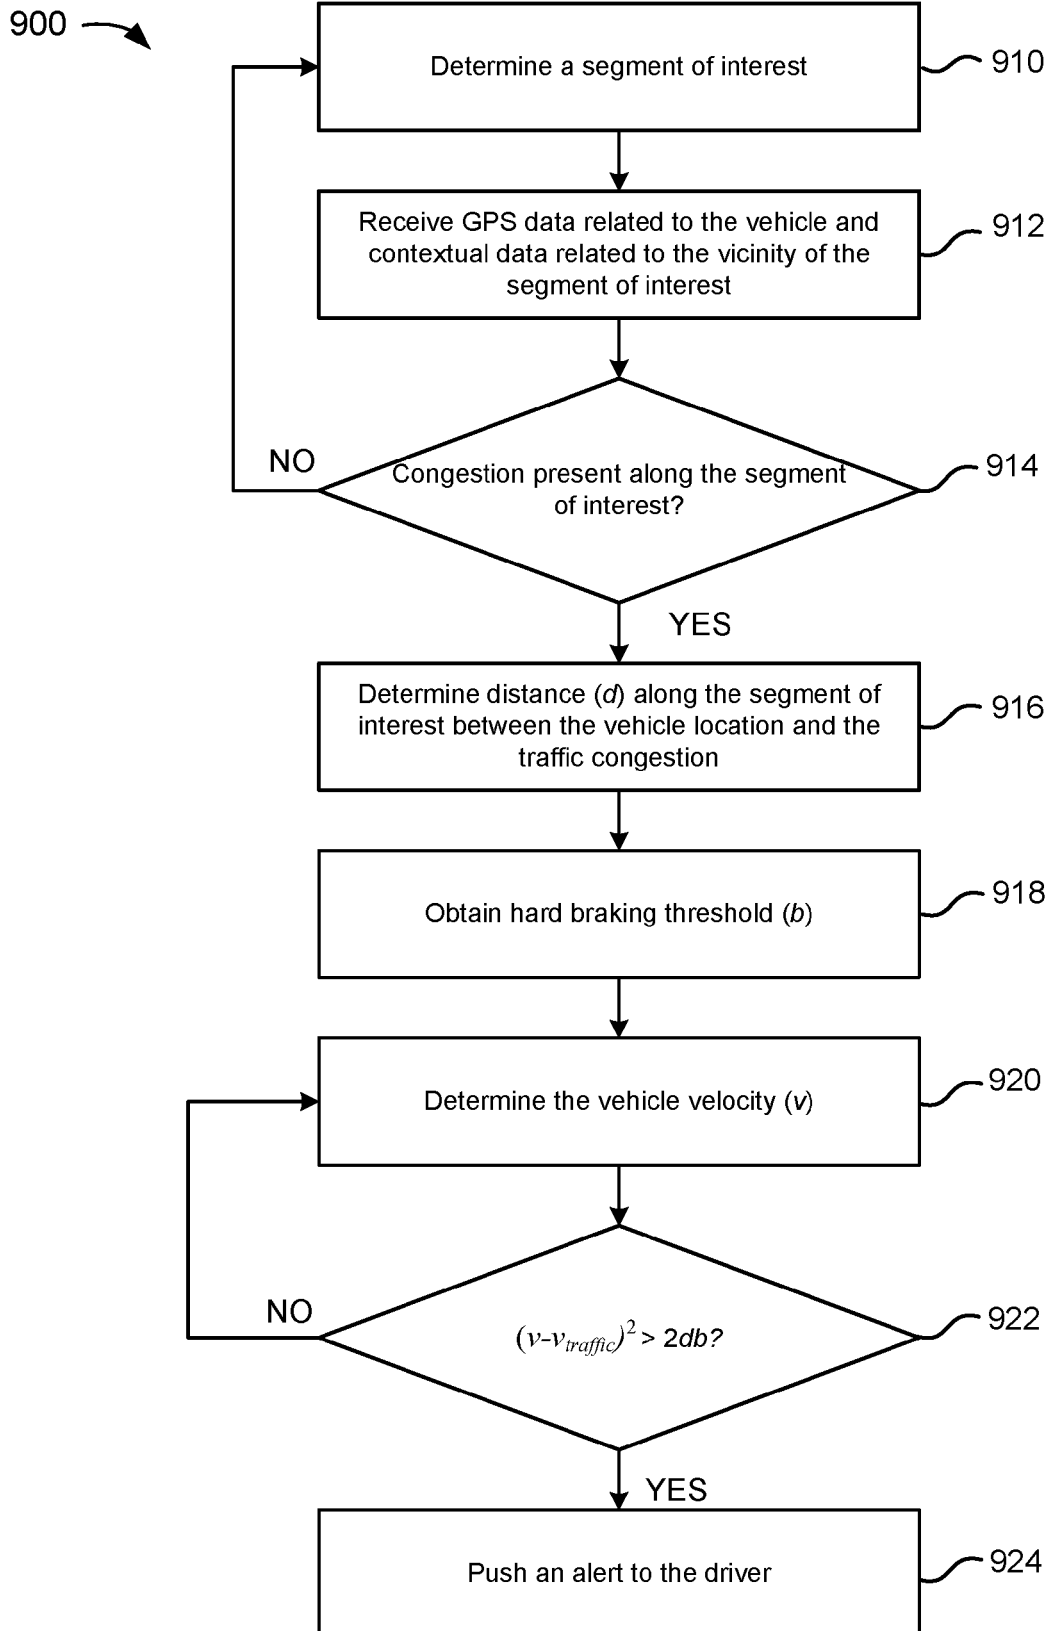 900
Determine a segment of interest
910
Receive GPS data related to the vehicle and
contextual data related to the vicinity of the
segment of interest
912
NO
Congestion present along the segment
of interest?
914
YES
Determine distance (d) along the segment of
interest between the vehicle location and the
traffic congestion
916
Obtain hard braking threshold (b)
918
Determine the vehicle velocity (v)
920
NO
(v-v_traffic)² > 2db?
922
YES
Push an alert to the driver
924